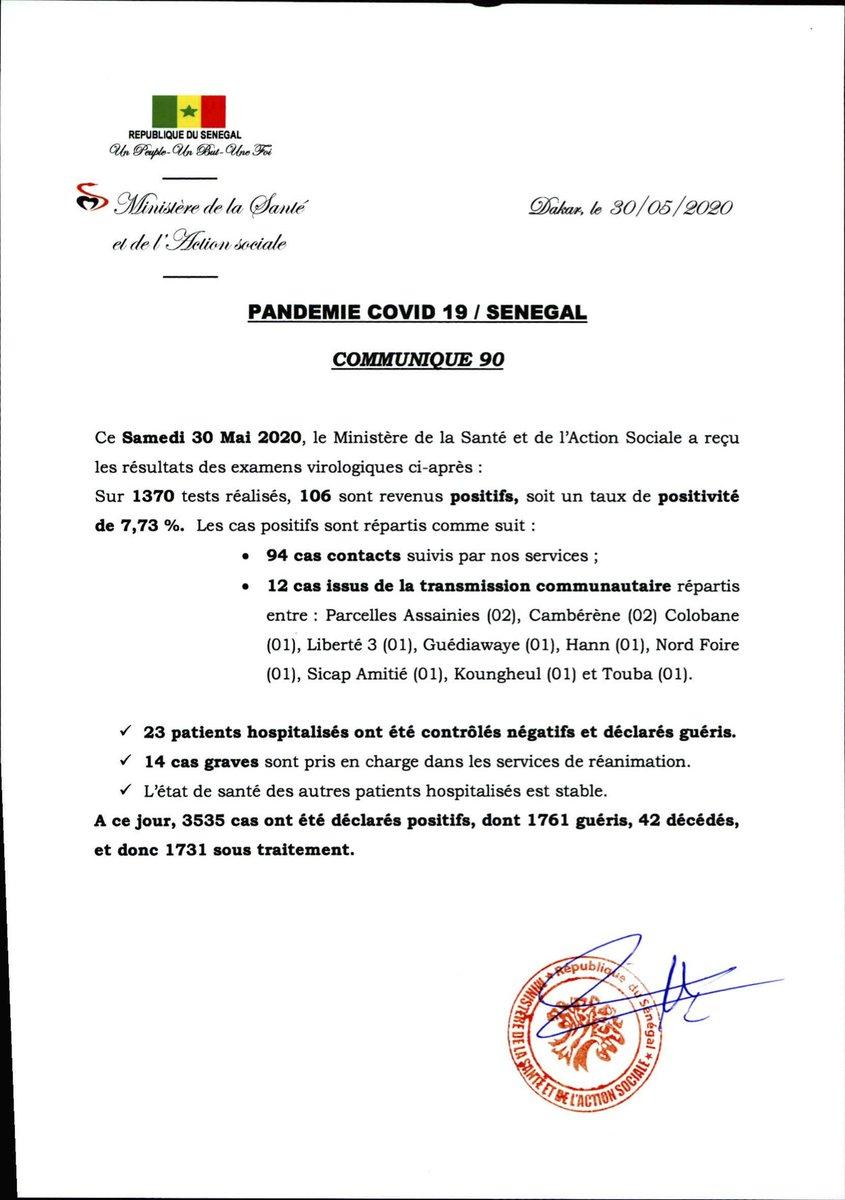 REPUBLIQUE DU SENEGAL
Un Peuple-Un But-Une Foi
Ministère de la Santé
et de l'Action sociale
Dakar, le 30/05/2020
PANDEMIE COVID 19 / SENEGAL
COMMUNIQUE 90
Ce Samedi 30 Mai 2020, le Ministère de la Santé et de l'Action Sociale a reçu
les résultats des examens virologiques ci-après :
Sur 1370 tests réalisés, 106 sont revenus positifs, soit un taux de positivité
de 7,73 %. Les cas positifs sont répartis comme suit :
• 94 cas contacts suivis par nos services ;
• 12 cas issus de la transmission communautaire répartis
entre : Parcelles Assainies (02), Cambérène (02) Colobane
(01), Liberté 3 (01), Guédiawaye (01), Hann (01), Nord Foire
(01), Sicap Amitié (01), Koungheul (01) et Touba (01).
✓ 23 patients hospitalisés ont été contrôlés négatifs et déclarés guéris.
✓ 14 cas graves sont pris en charge dans les services de réanimation.
✓ L'état de santé des autres patients hospitalisés est stable.
A ce jour, 3535 cas ont été déclarés positifs, dont 1761 guéris, 42 décédés,
et donc 1731 sous traitement.
★ République du Sénégal ★
MINISTÈRE DE LA SANTÉ ET DE L'ACTION SOCIALE